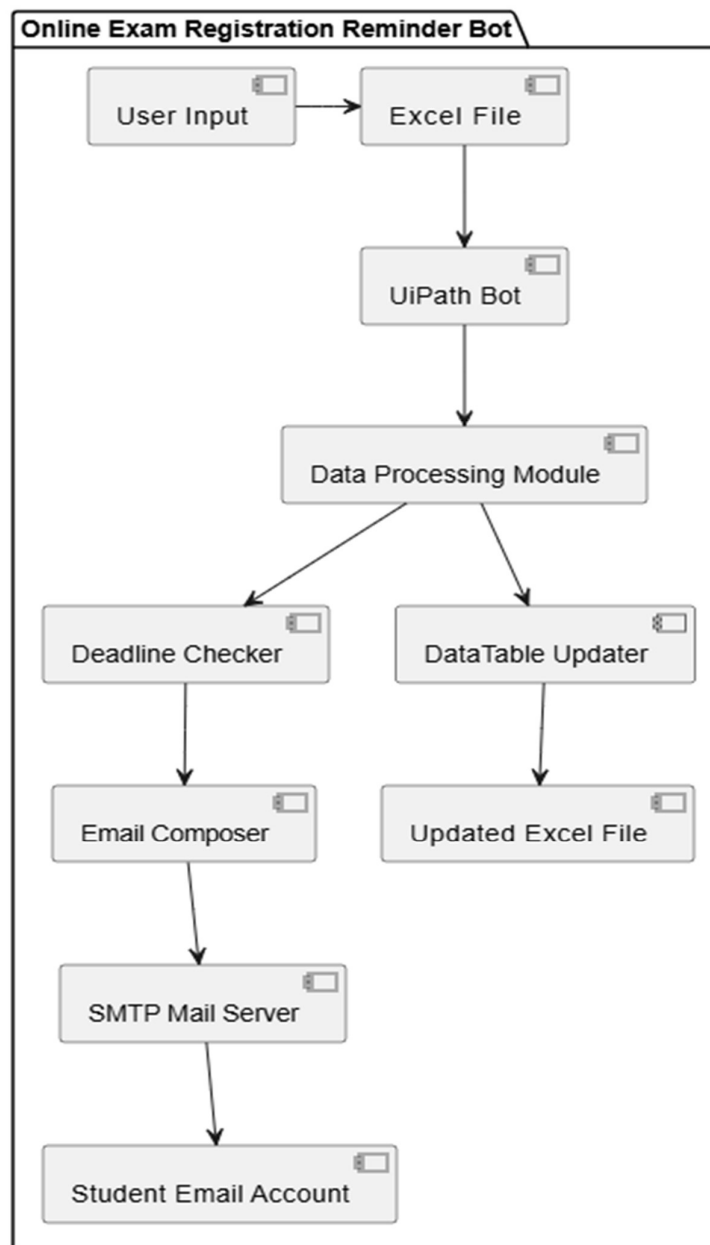 Online Exam Registration Reminder Bot
User Input
Excel File
UiPath Bot
Data Processing Module
Deadline Checker
DataTable Updater
Email Composer
Updated Excel File
SMTP Mail Server
Student Email Account